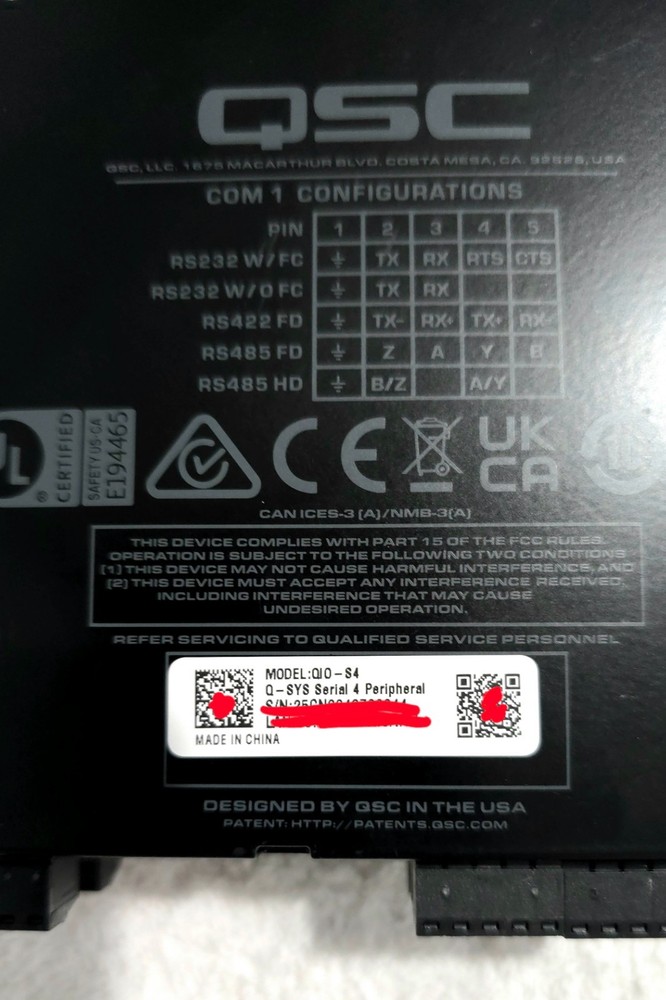 QSC
QSC, LLC. 1675 MACARTHUR BLVD. COSTA MESA, CA. 92626, USA
COM 1 CONFIGURATIONS
PIN 1 2 3 4 5
RS232 W/FC TX RX RTS CTS
RS232 W/O FC TX RX
RS422 FD TX- RX+ TX+ RX-
RS485 FD Z A Y B
RS485 HD B/Z A/Y
UL
® CERTIFIED
SAFETY US CA
E194465
CE
UK
CA
CAN ICES-3 (A)/NMB-3(A)
THIS DEVICE COMPLIES WITH PART 15 OF THE FCC RULES.
OPERATION IS SUBJECT TO THE FOLLOWING TWO CONDITIONS
(1) THIS DEVICE MAY NOT CAUSE HARMFUL INTERFERENCE, AND
(2) THIS DEVICE MUST ACCEPT ANY INTERFERENCE RECEIVED,
INCLUDING INTERFERENCE THAT MAY CAUSE
UNDESIRED OPERATION.
REFER SERVICING TO QUALIFIED SERVICE PERSONNEL
MODEL:QIO-S4
Q-SYS Serial 4 Peripheral
S/N:
MADE IN CHINA
DESIGNED BY QSC IN THE USA
PATENT: HTTP://PATENTS.QSC.COM